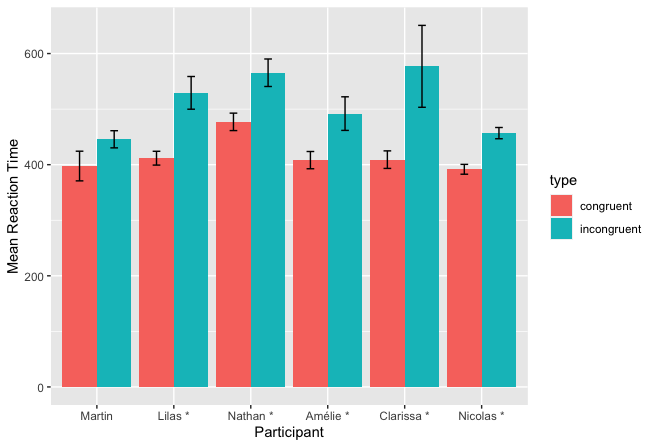 600
400
200
0
Mean Reaction Time
Martin Lilas * Nathan * Amélie * Clarissa * Nicolas *
Participant
type
congruent
incongruent